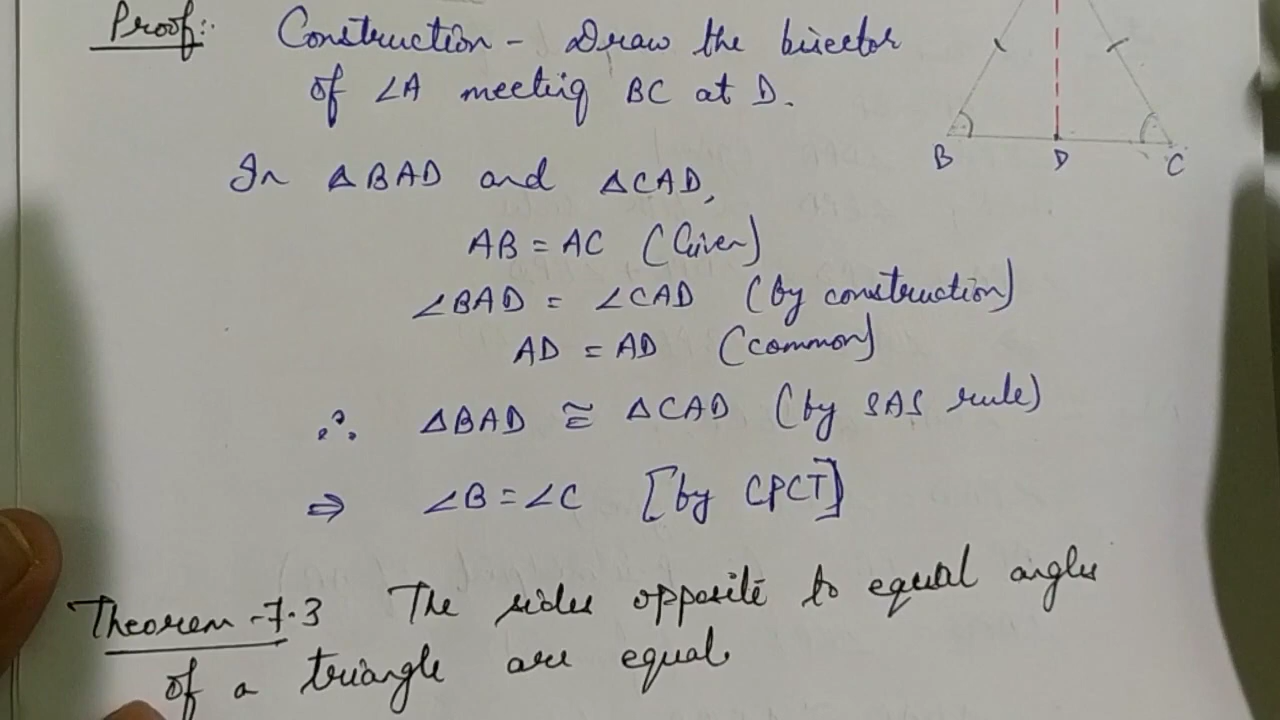 Proof:- Construction - Draw the bisector
of ∠A meeting BC at D.
B D C
In ΔBAD and ΔCAD,
AB = AC (Given)
∠BAD = ∠CAD (by construction)
AD = AD (common)
∴ ΔBAD ≅ ΔCAD (by SAS rule)
⇒ ∠B = ∠C [by CPCT]
Theorem -7.3 The sides opposite to equal angles
of a triangle are equal.